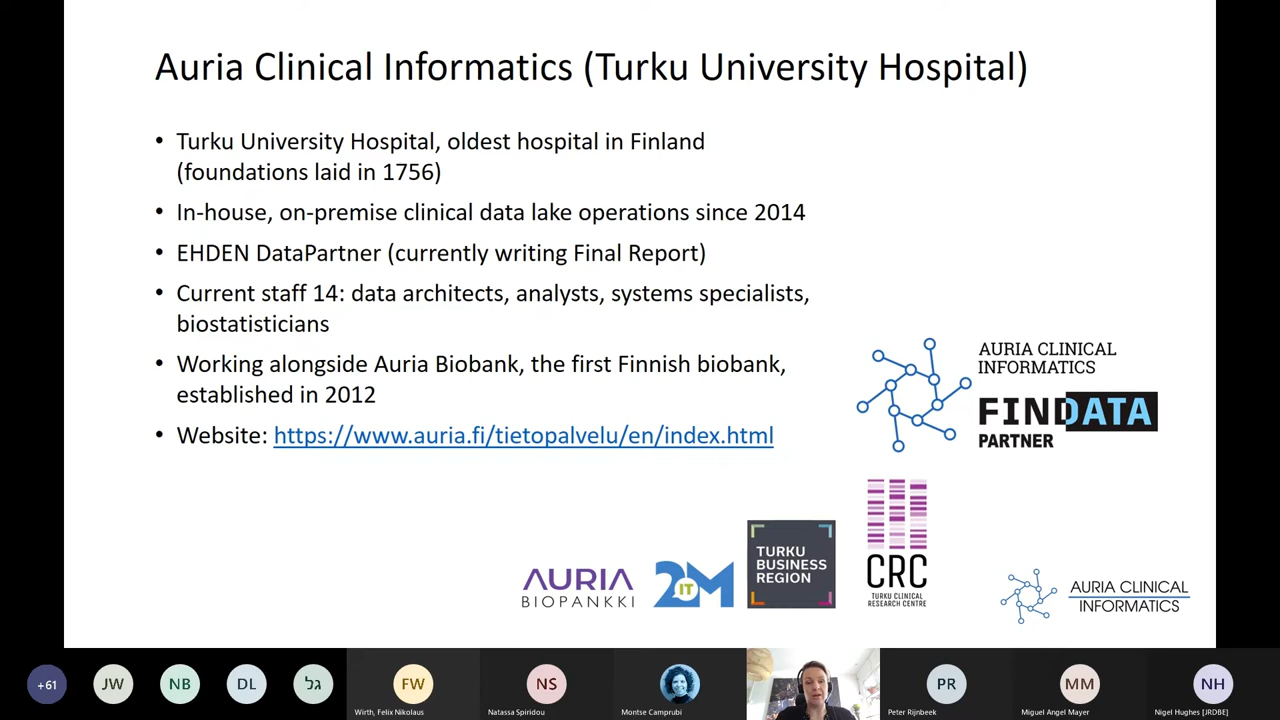 Auria Clinical Informatics (Turku University Hospital)
• Turku University Hospital, oldest hospital in Finland
(foundations laid in 1756)
• In-house, on-premise clinical data lake operations since 2014
• EHDEN DataPartner (currently writing Final Report)
• Current staff 14: data architects, analysts, systems specialists,
biostatisticians
• Working alongside Auria Biobank, the first Finnish biobank,
established in 2012
• Website: https://www.auria.fi/tietopalvelu/en/index.html
AURIA CLINICAL
INFORMATICS
FINDATA
PARTNER
AURIA
BIOPANKKI
2M
IT
TURKU
BUSINESS
REGION
CRC
TURKU CLINICAL
RESEARCH CENTRE
AURIA CLINICAL
INFORMATICS
+61
JW
NB
DL
גל
FW
Wirth, Felix Nikolaus
NS
Natassa Spiridou
Montse Camprubi
PR
Peter Rijnbeek
MM
Miguel Angel Mayer
NH
Nigel Hughes [JRDBE]